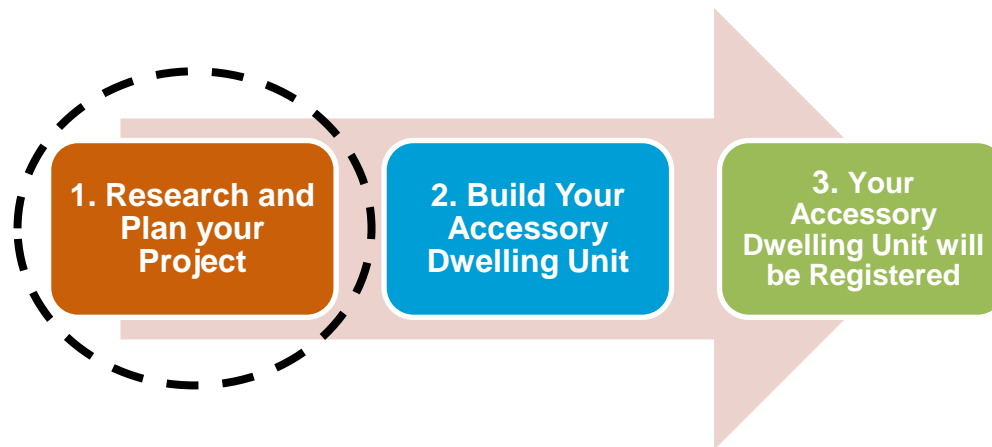 1. Research and
Plan your
Project
2. Build Your
Accessory
Dwelling Unit
3. Your
Accessory
Dwelling Unit will
be Registered